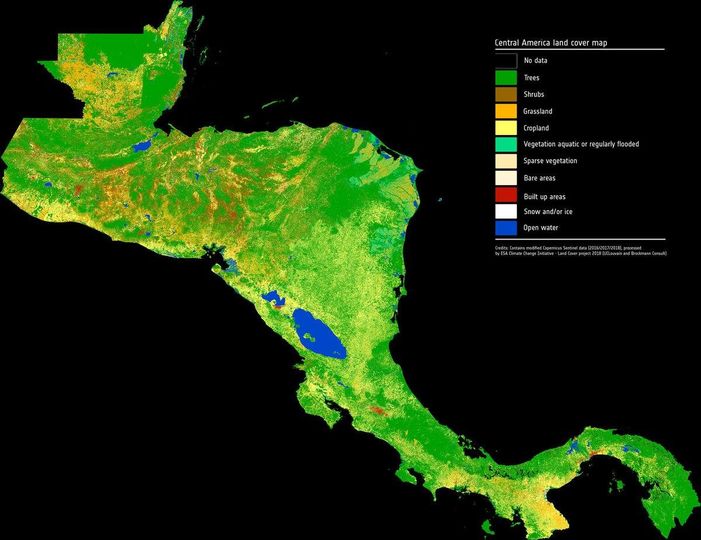 Central America land cover map
No data
Trees
Shrubs
Grassland
Cropland
Vegetation aquatic or regularly flooded
Sparse vegetation
Bare areas
Built up areas
Snow and/or ice
Open water
Credits: Contains modified Copernicus Sentinel data (2016/2017/2018), processed
by ESA Climate Change Initiative - Land Cover project 2018 (UCLouvain and Brockmann Consult)